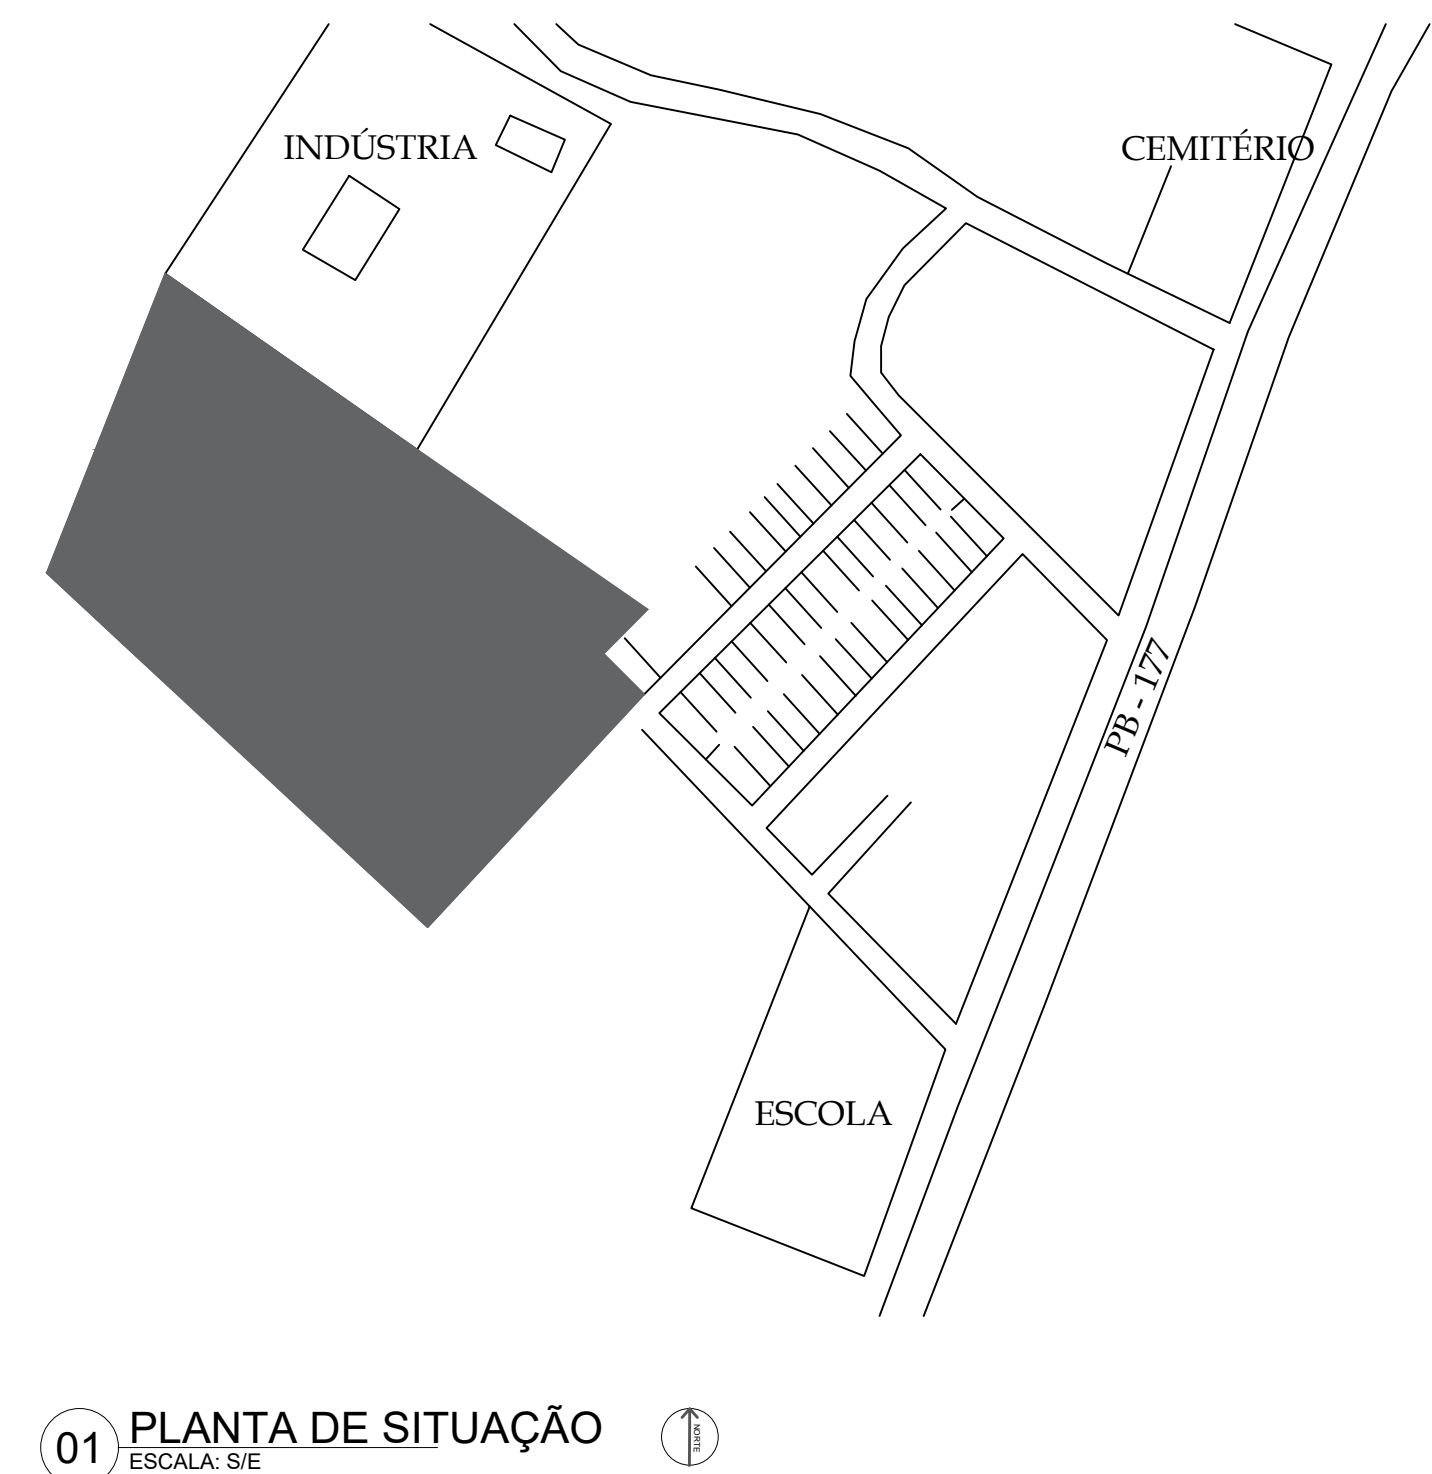 INDÚSTRIA
CEMITÉRIO
PB - 177
ESCOLA
01
PLANTA DE SITUAÇÃO
ESCALA: S/E
NORTE